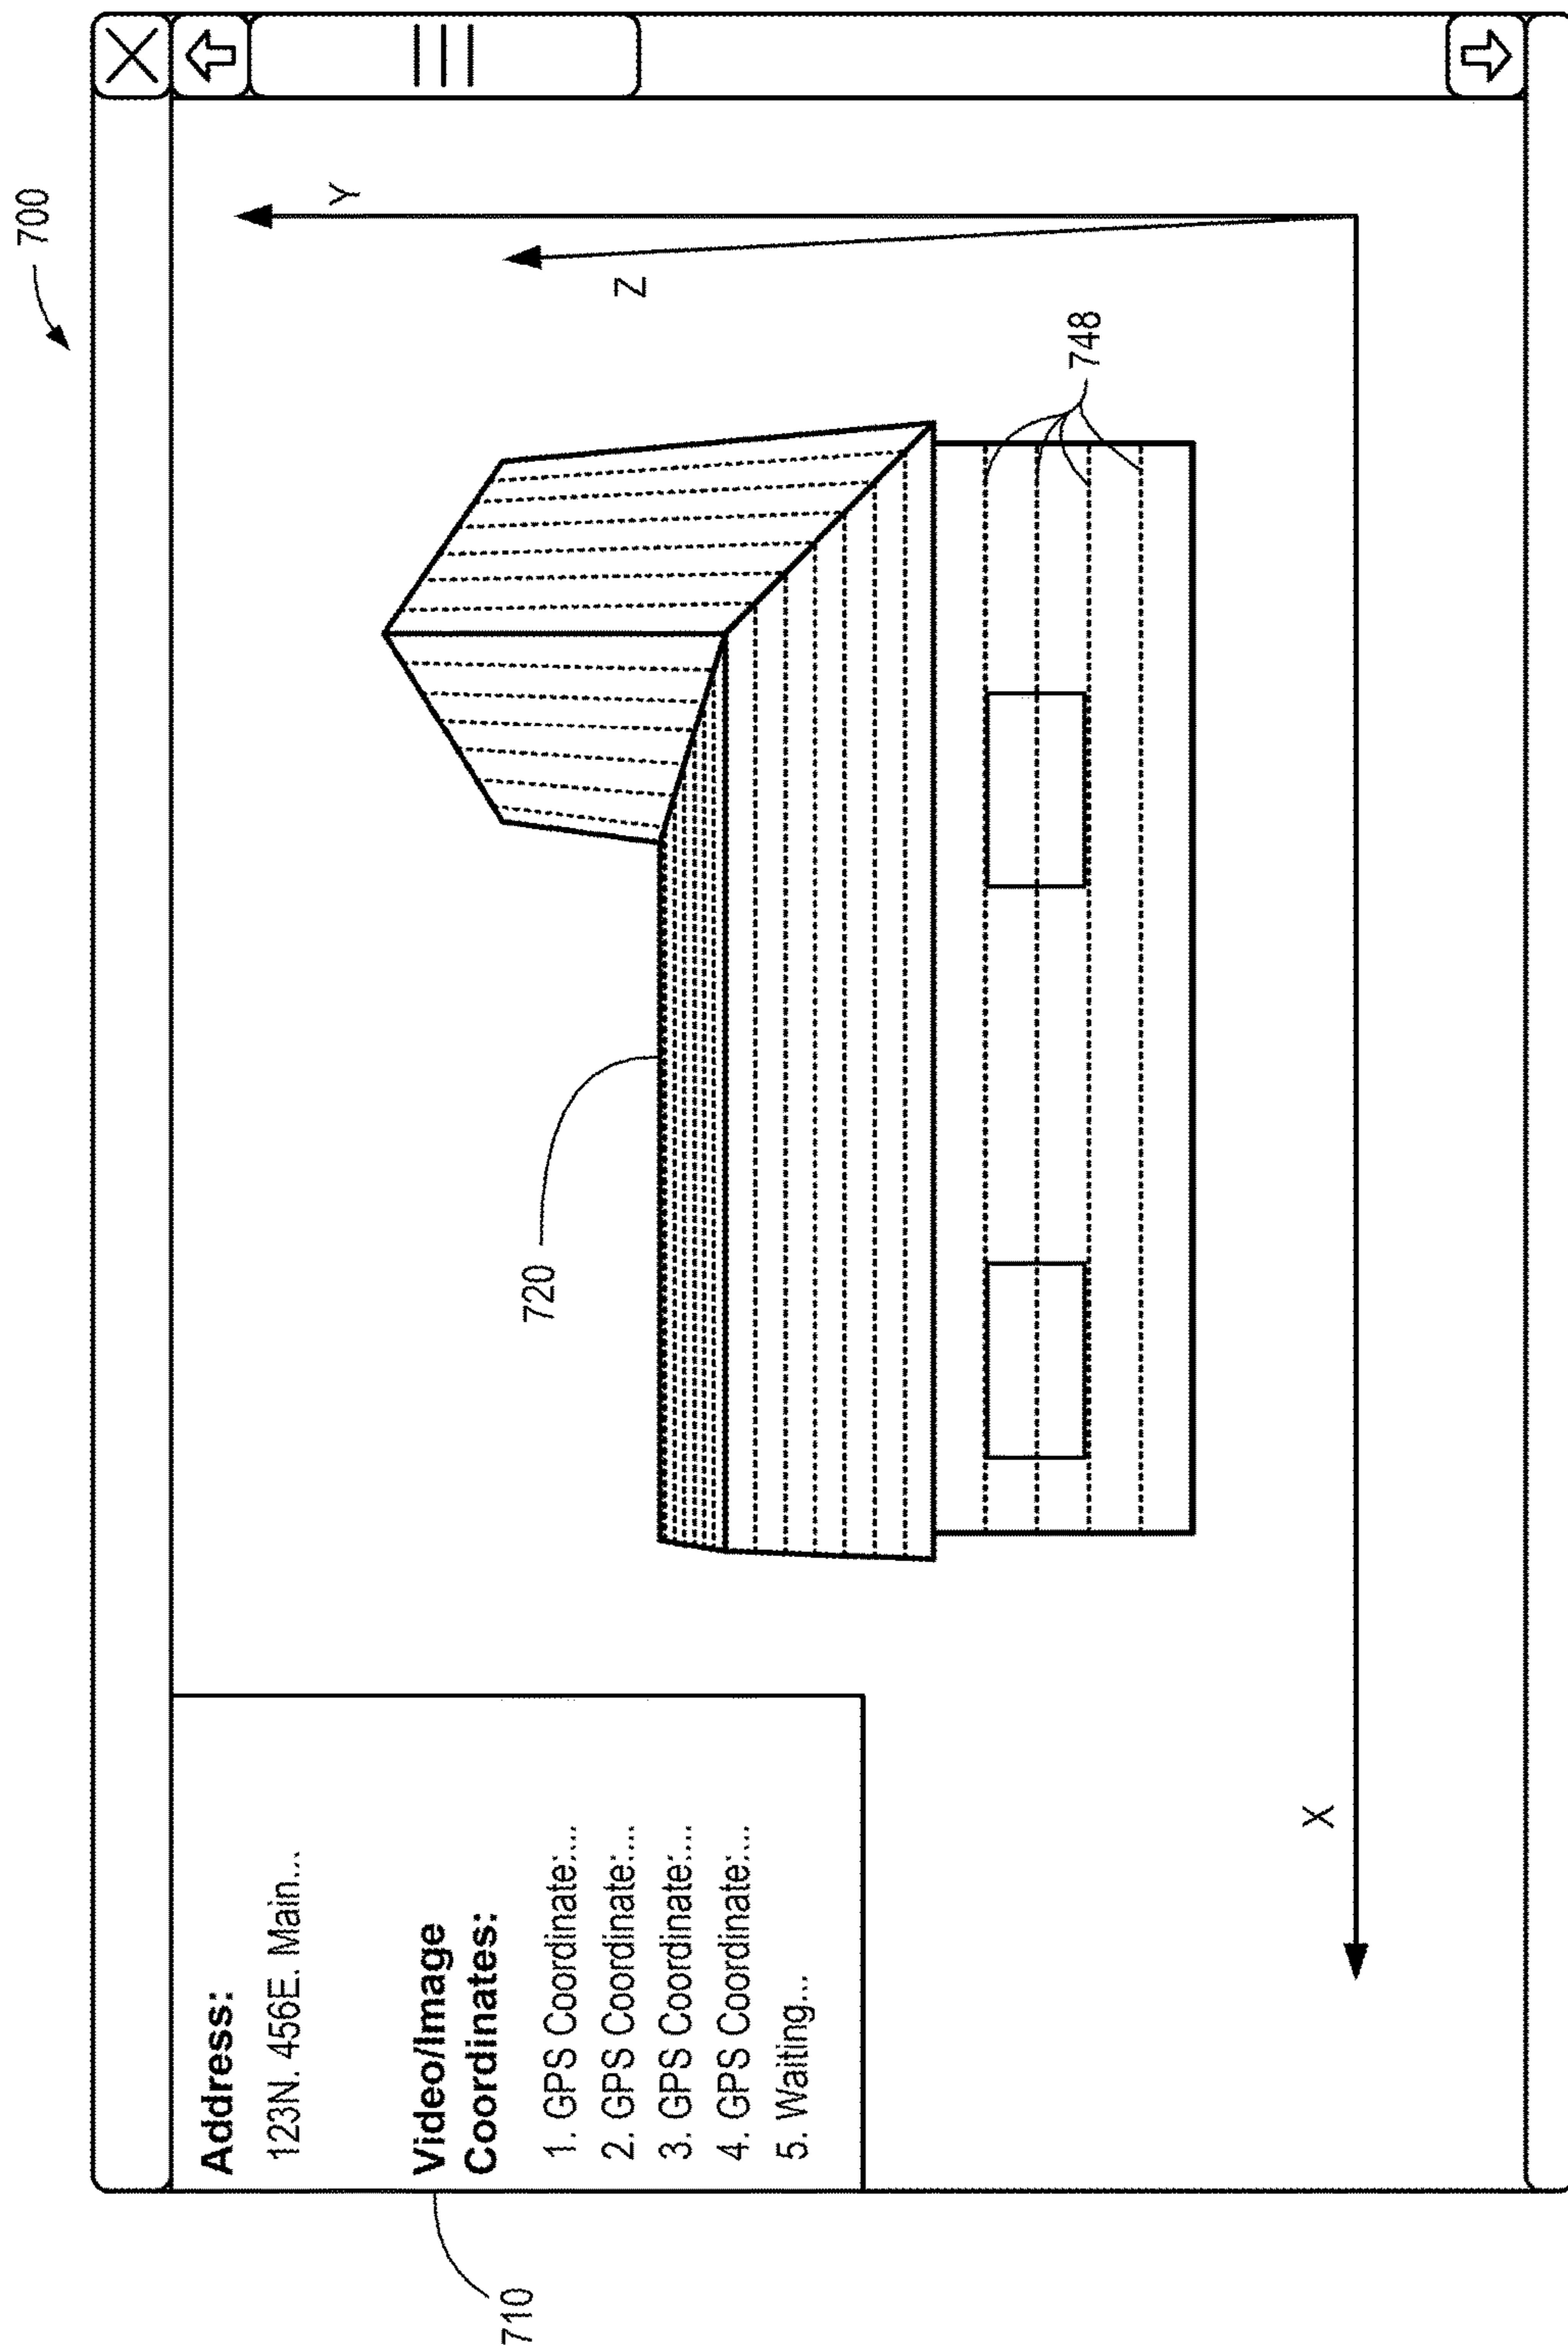 700
Address:
123N. 456E. Main...
Video/Image
Coordinates:
1. GPS Coordinate:...
2. GPS Coordinate:...
3. GPS Coordinate:...
4. GPS Coordinate:...
5. Waiting...
710
720
748
Y
Z
X